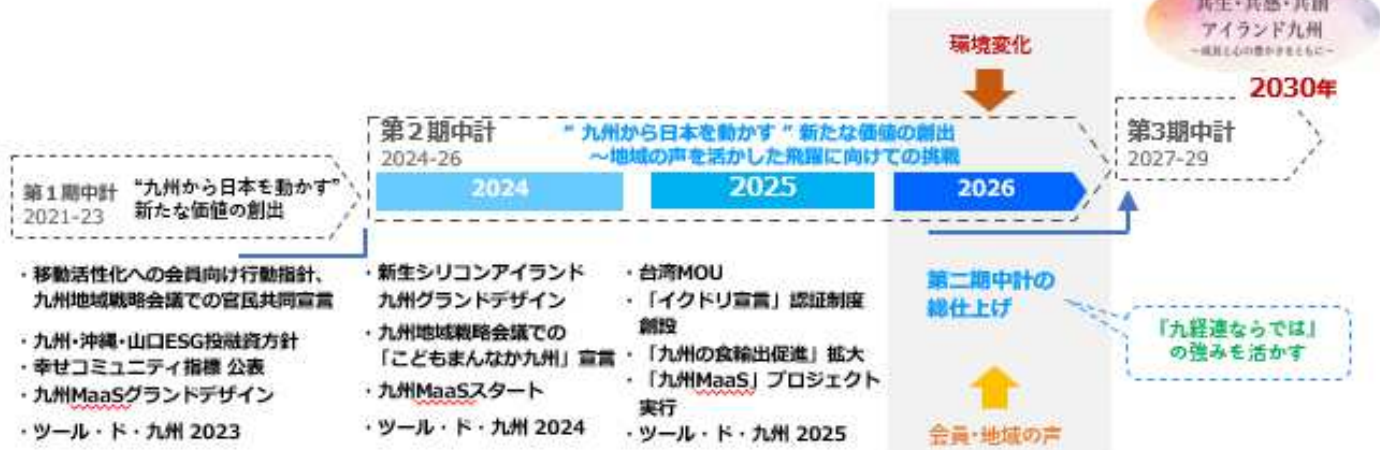 共生・共感・共創
アイランド九州
～成長と心の豊かさをともに～
2030年
環境変化
第1期中計
2021-23
“九州から日本を動かす”
新たな価値の創出
第２期中計
2024-26
“ 九州から日本を動かす ” 新たな価値の創出
～地域の声を活かした飛躍に向けての挑戦
2024
2025
2026
第3期中計
2027-29
・移動活性化への会員向け行動指針、
九州地域戦略会議での官民共同宣言
・九州・沖縄・山口ESG投融資方針
・幸せコミュニティ指標 公表
・九州MaaSグランドデザイン
・ツール・ド・九州 2023
・新生シリコンアイランド
九州グランドデザイン
・九州地域戦略会議での
「こどもまんなか九州」宣言
・九州MaaSスタート
・ツール・ド・九州 2024
・台湾MOU
・「イクドリ宣言」認証制度
創設
・「九州の食輸出促進」拡大
・「九州MaaS」プロジェクト
実行
・ツール・ド・九州 2025
第二期中計の
総仕上げ
『九経連ならでは』
の強みを活かす
会員・地域の声